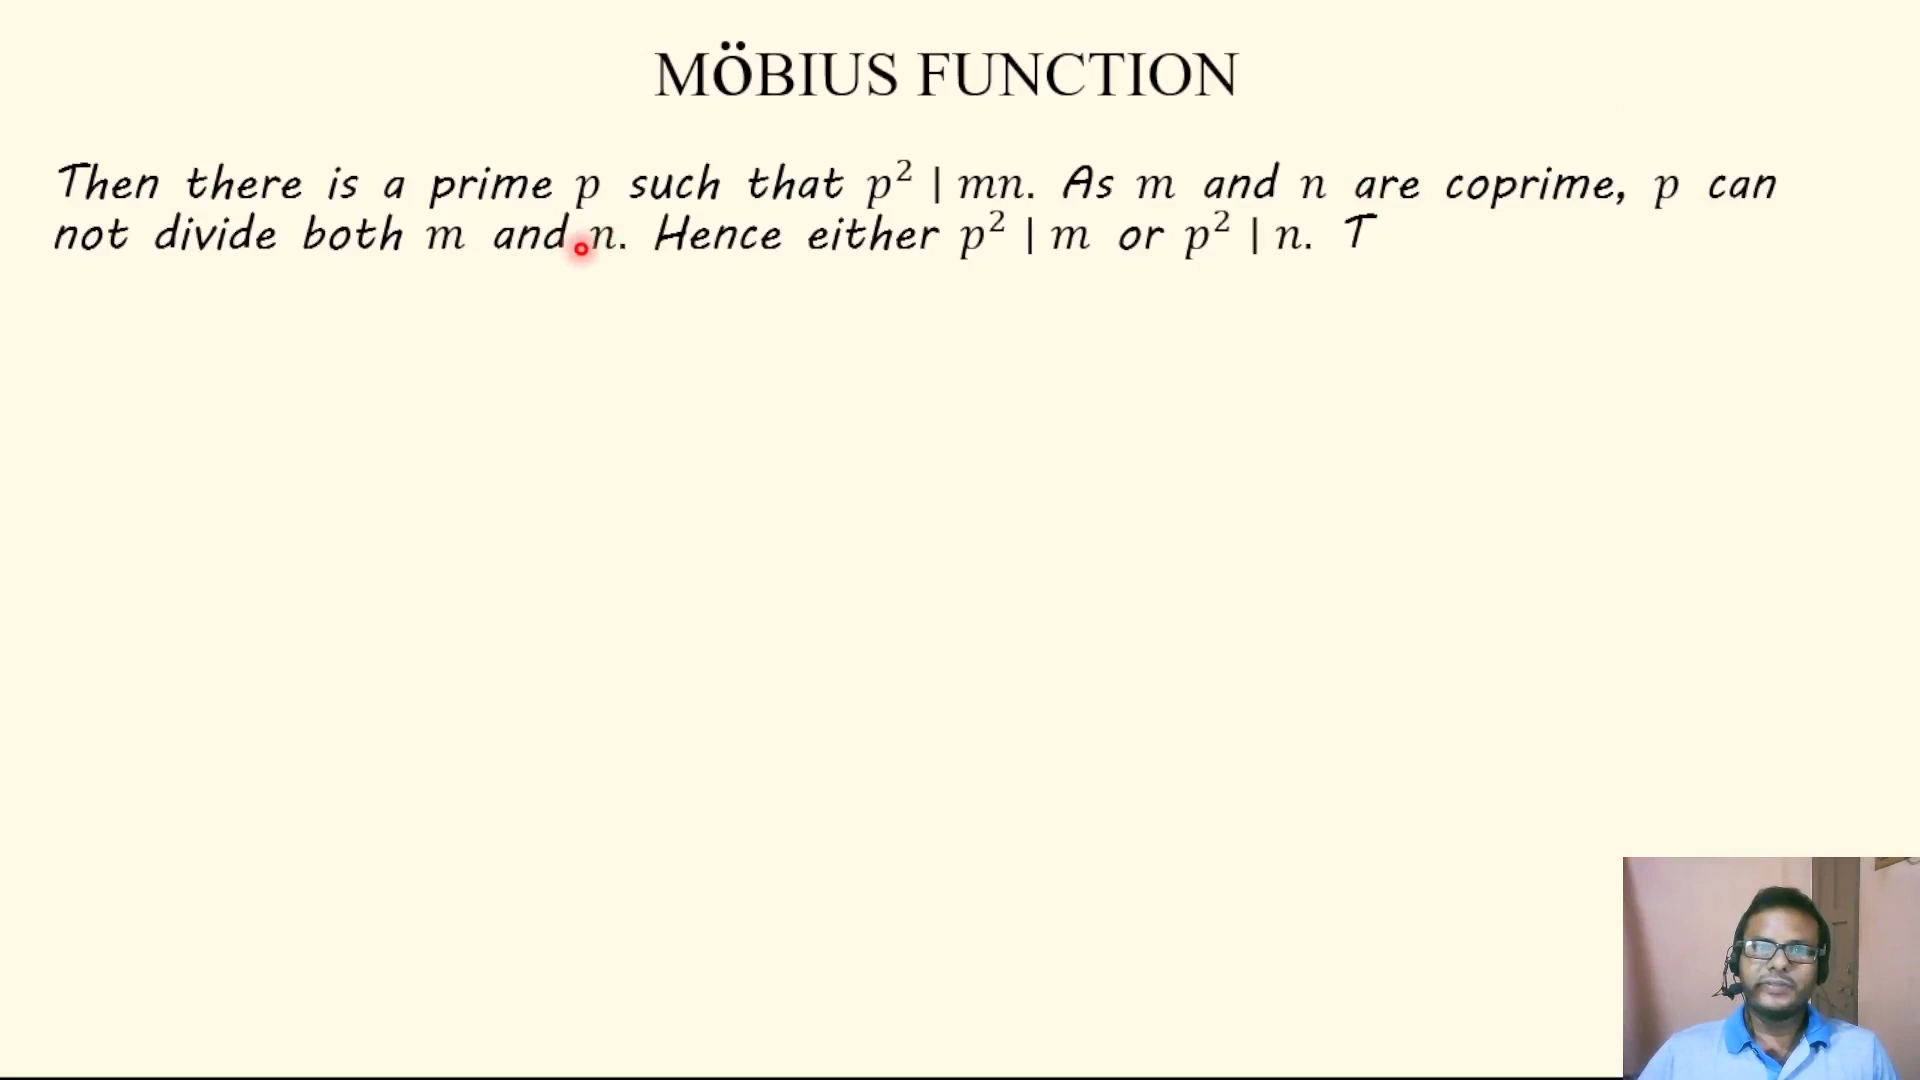 MÖBIUS FUNCTION
Then there is a prime p such that p² | mn. As m and n are coprime, p can
not divide both m and n. Hence either p² | m or p² | n. T